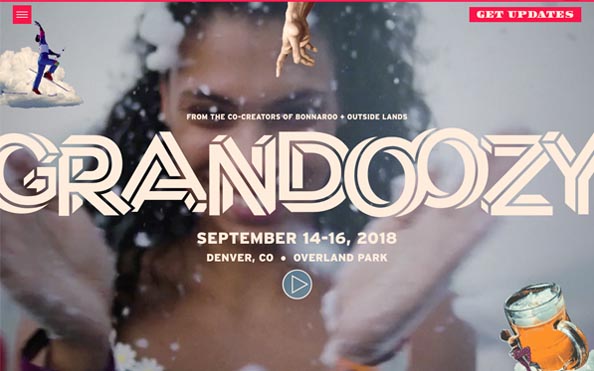 GET UPDATES
FROM THE CO-CREATORS OF BONNAROO + OUTSIDE LANDS
GRANDOOZY
SEPTEMBER 14-16, 2018
DENVER, CO • OVERLAND PARK